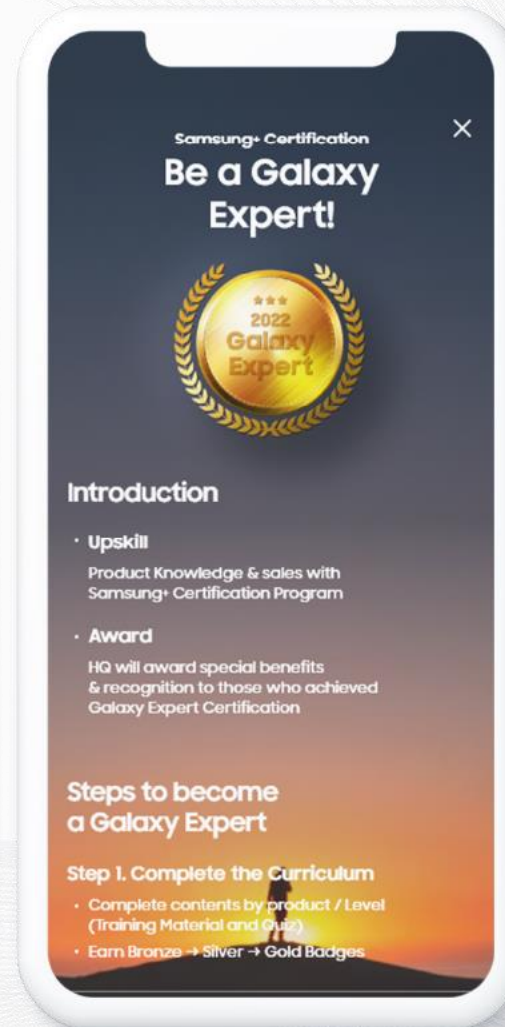 Samsung+ Certification
Be a Galaxy
Expert!
2022
Galaxy
Expert
Introduction
• Upskill
Product Knowledge & sales with
Samsung+ Certification Program
• Award
HQ will award special benefits
& recognition to those who achieved
Galaxy Expert Certification
Steps to become
a Galaxy Expert
Step 1. Complete the Curriculum
• Complete contents by product / Level
(Training Material and Quiz)
• Earn Bronze → Silver → Gold Badges